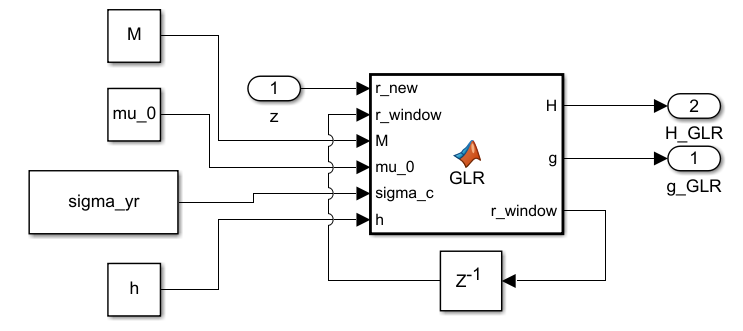 M
mu_0
sigma_yr
h
1
z
r_new
r_window
M
mu_0
sigma_c
h
GLR
H
g
r_window
2
H_GLR
1
g_GLR
Z-1